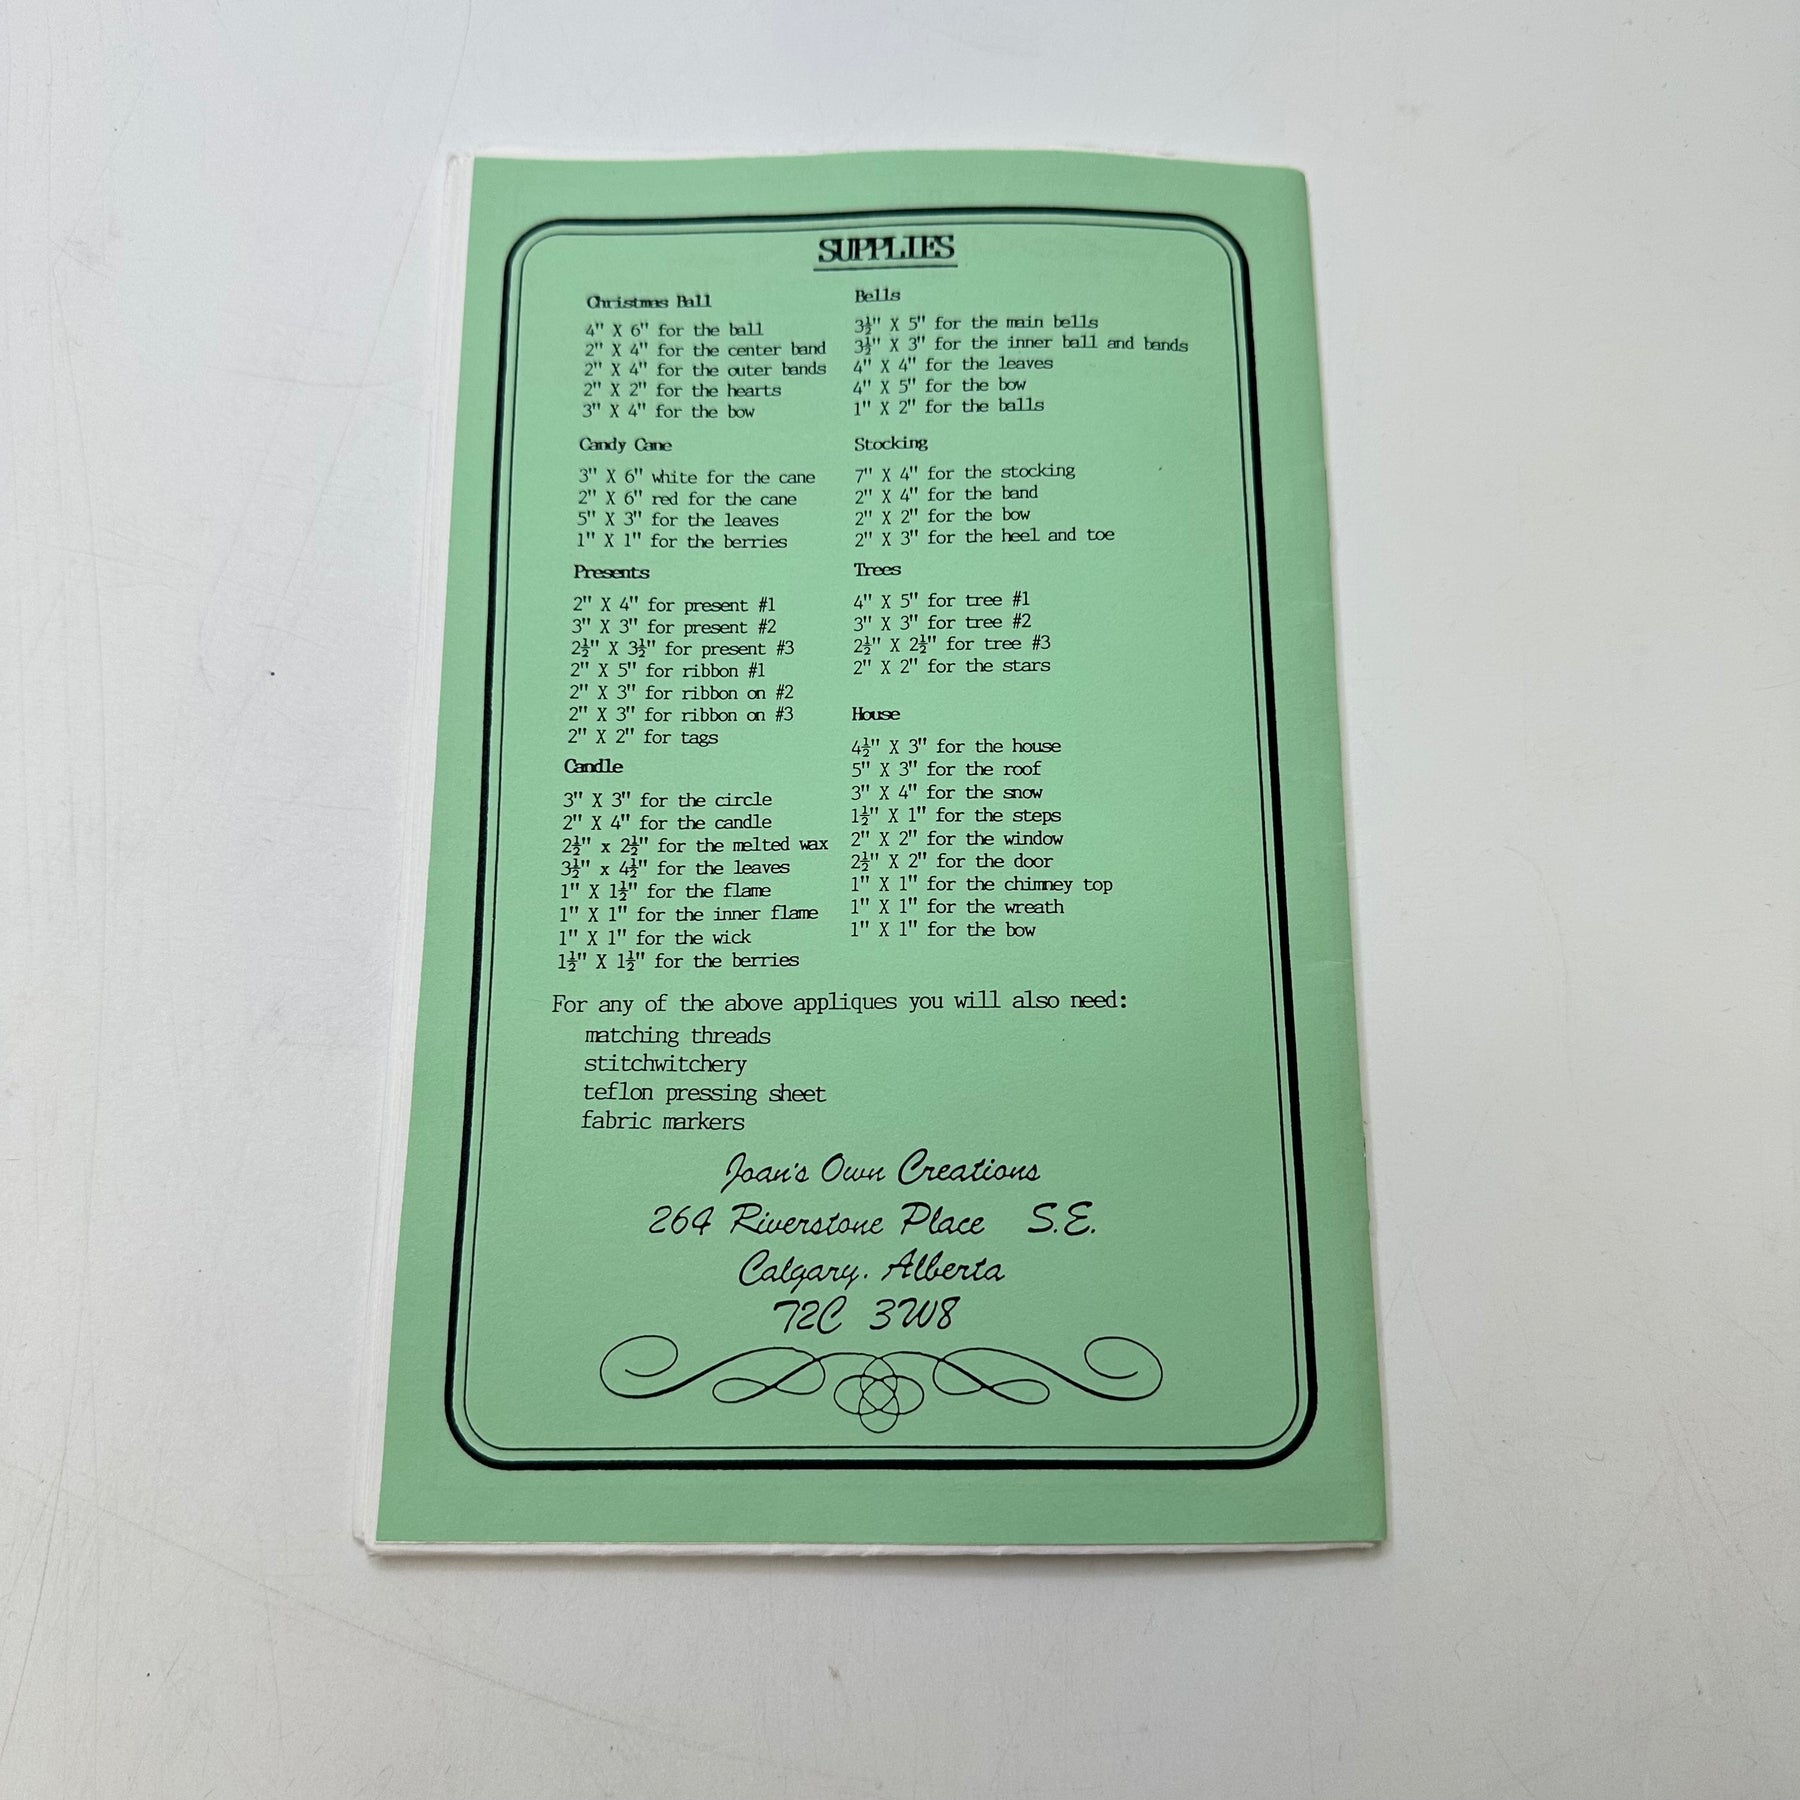 SUPPLIES
Christmas Ball
4" X 6" for the ball
2" X 4" for the center band
2" X 4" for the outer bands
2" X 2" for the hearts
3" X 4" for the bow
Candy Cane
3" X 6" white for the cane
2" X 6" red for the cane
5" X 3" for the leaves
1" X 1" for the berries
Presents
2" X 4" for present #1
3" X 3" for present #2
2½" X 3½" for present #3
2" X 5" for ribbon #1
2" X 3" for ribbon on #2
2" X 3" for ribbon on #3
2" X 2" for tags
Candle
3" X 3" for the circle
2" X 4" for the candle
2½" x 2½" for the melted wax
3½" x 4½" for the leaves
1" X 1½" for the flame
1" X 1" for the inner flame
1" X 1" for the wick
1½" X 1½" for the berries
Bells
3½" X 5" for the main bells
3½" X 3" for the inner ball and bands
4" X 4" for the leaves
4" X 5" for the bow
1" X 2" for the balls
Stocking
7" X 4" for the stocking
2" X 4" for the band
2" X 2" for the bow
2" X 3" for the heel and toe
Trees
4" X 5" for tree #1
3" X 3" for tree #2
2½" X 2½" for tree #3
2" X 2" for the stars
House
4½" X 3" for the house
5" X 3" for the roof
3" X 4" for the snow
1½" X 1" for the steps
2" X 2" for the window
2½" X 2" for the door
1" X 1" for the chimney top
1" X 1" for the wreath
1" X 1" for the bow
For any of the above appliques you will also need:
matching threads
stitchwitchery
teflon pressing sheet
fabric markers
Joan's Own Creations
264 Riverstone Place S.E.
Calgary. Alberta
T2C 3W8